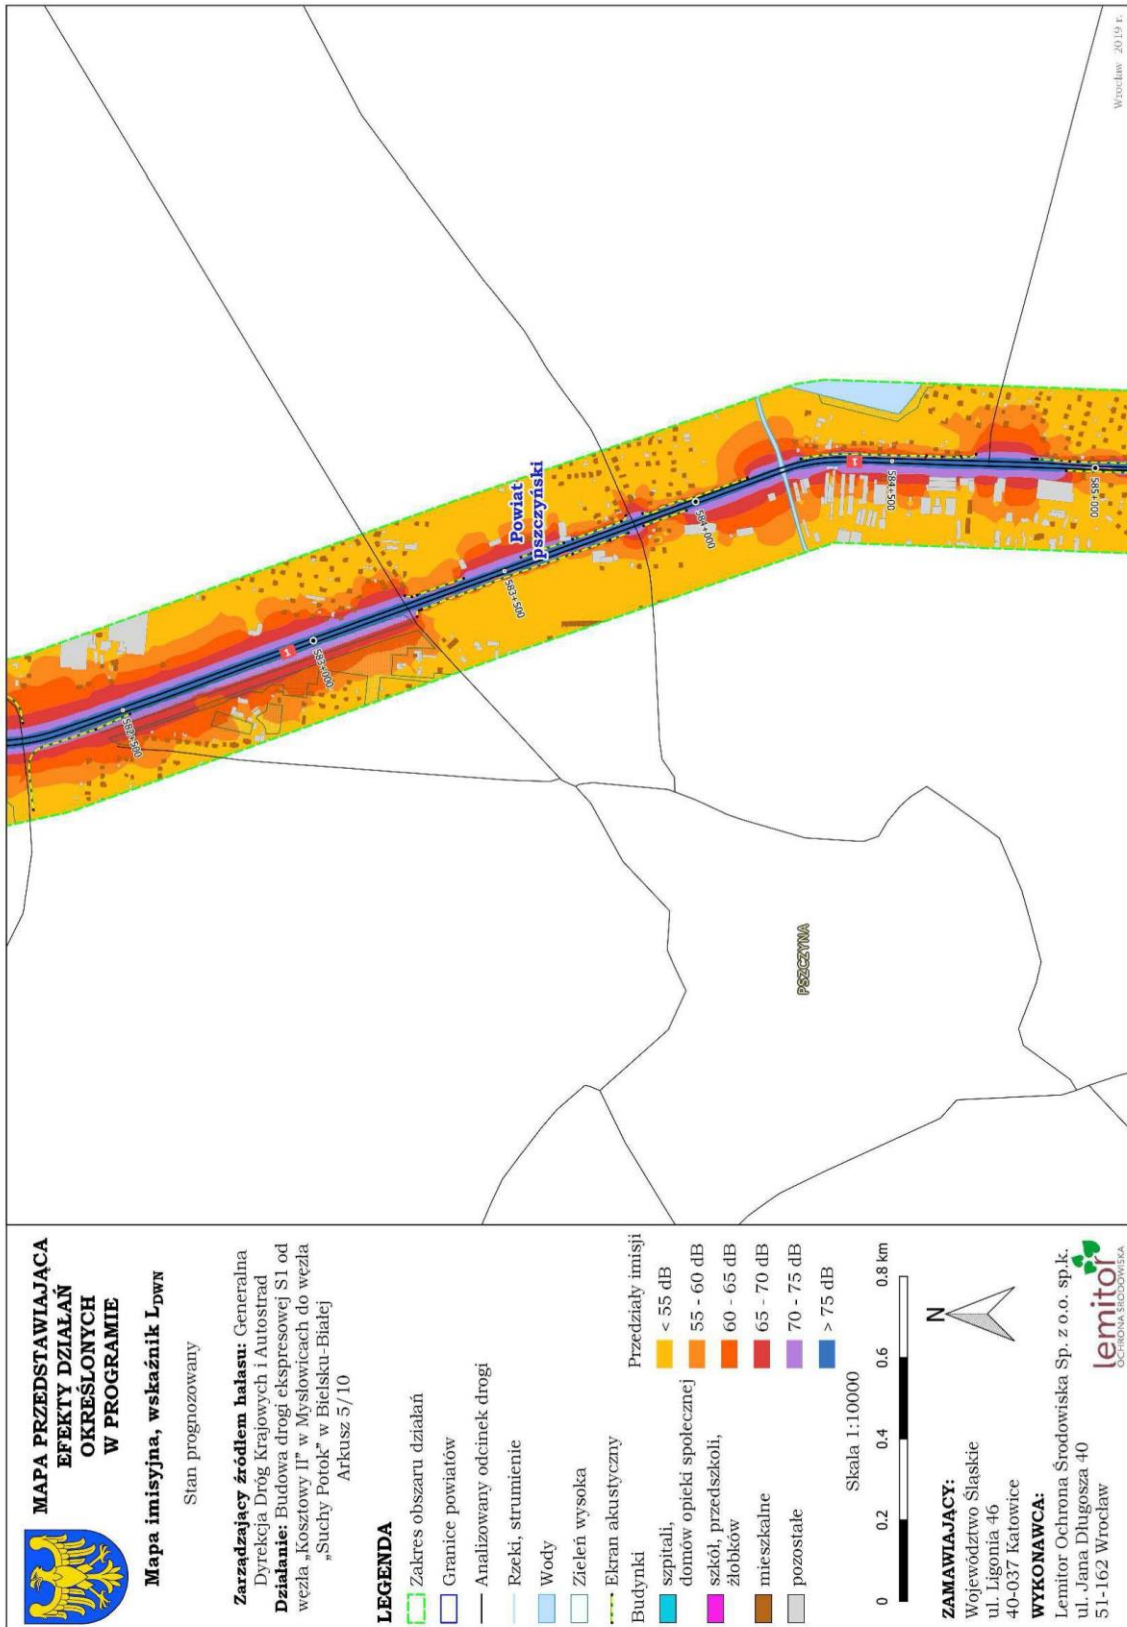 MAPA PRZEDSTAWIAJĄCA
EFEKTY DZIAŁAŃ
OKREŚLONYCH
W PROGRAMIE
Mapa imisyjna, wskaźnik LDWN
Stan prognozowany
Zarządzający źródłem hałasu: Generalna
Dyrekcja Dróg Krajowych i Autostrad
Działanie: Budowa drogi ekspresowej S1 od
węzła „Kosztowy II” w Mysłowicach do węzła
„Suchy Potok” w Bielsku-Białej
Arkusz 5/10
LEGENDA
Zakres obszaru działań
Granice powiatów
Analizowany odcinek drogi
Rzeki, strumienie
Wody
Zieleń wysoka
Ekran akustyczny
Budynki
szpitali,
domów opieki społecznej
szkół, przedszkoli,
żłobków
mieszkalne
pozostałe
Przedziały imisji
< 55 dB
55 - 60 dB
60 - 65 dB
65 - 70 dB
70 - 75 dB
> 75 dB
Skala 1:10000
0 0.2 0.4 0.6 0.8 km
N
ZAMAWIAJĄCY:
Województwo Śląskie
ul. Ligonia 46
40-037 Katowice
WYKONAWCA:
Lemitor Ochrona Środowiska Sp. z o.o. sp.k.
ul. Jana Długosza 40
51-162 Wrocław
lemitor
OCHRONA ŚRODOWISKA
582+500
1
583+000
583+500
Powiat
pszczyński
584+000
1
584+500
585+000
PSZCZYNA
Wrocław 2019 r.